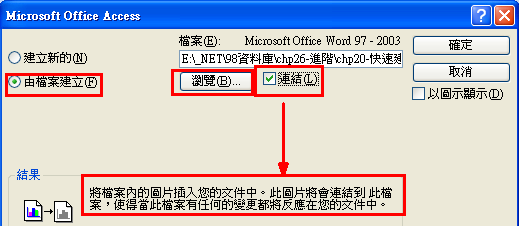 Microsoft Office Access
建立新的(N)
由檔案建立(F)
檔案(E): Microsoft Office Word 97 - 2003
E:\_NET\98資料庫\chp26-進階\chp20-快速
瀏覽(B)...
連結(L)
確定
取消
以圖示顯示(D)
結果
將檔案內的圖片插入您的文件中。此圖片將會連結到 此檔
案，使得當此檔案有任何的變更都將反應在您的文件中。